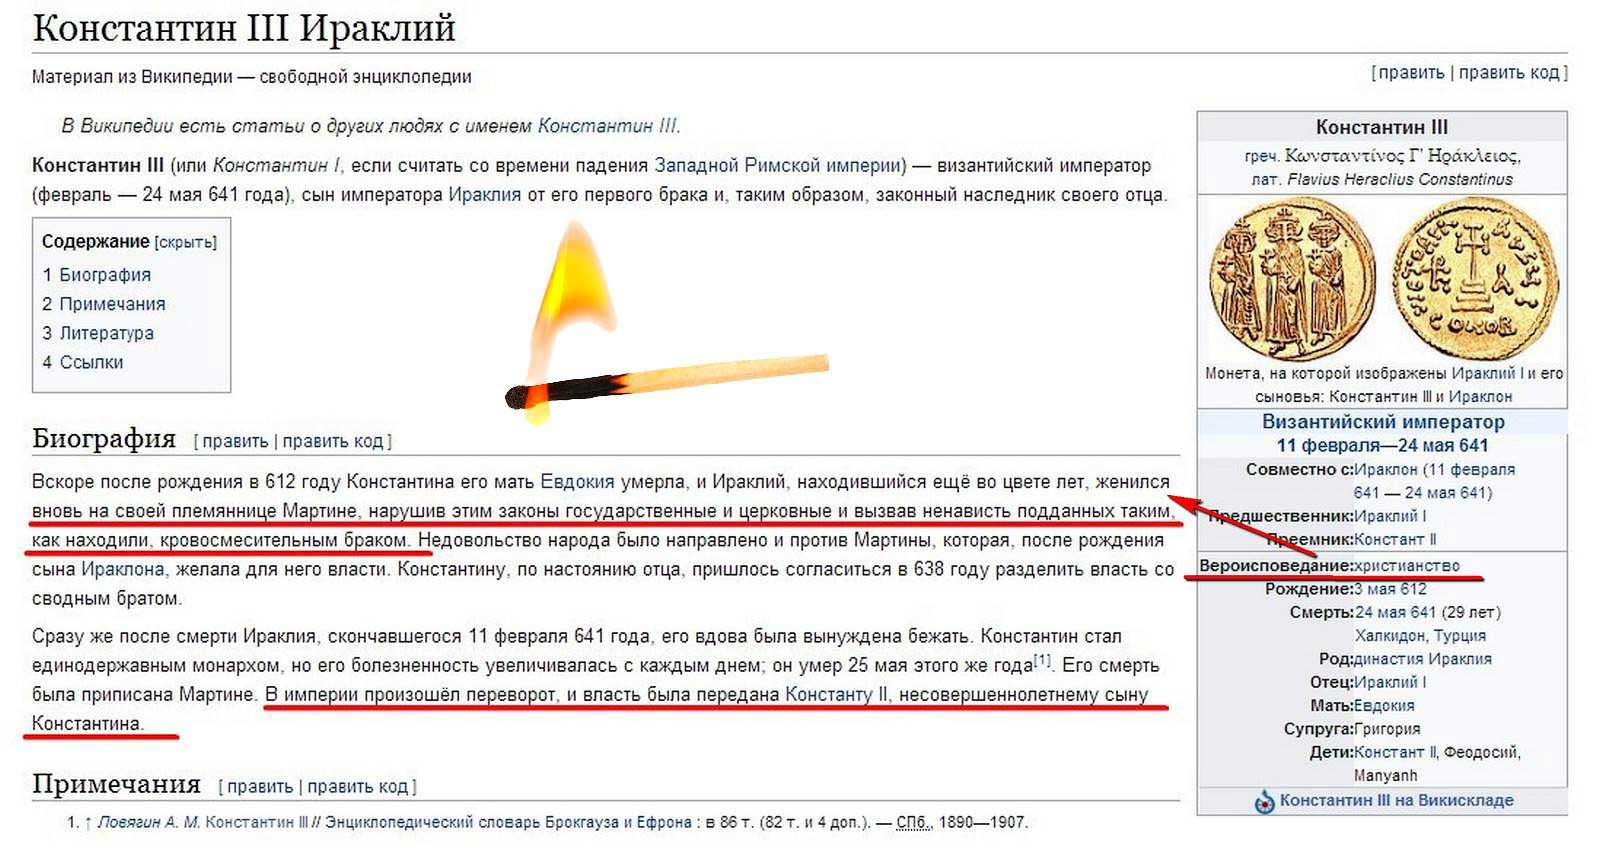 Константин III Ираклий
Материал из Википедии — свободной энциклопедии
[ править | править код ]
В Википедии есть статьи о других людях с именем Константин III.
Константин III (или Константин I, если считать со времени падения Западной Римской империи) — византийский император
(февраль — 24 мая 641 года), сын императора Ираклия от его первого брака и, таким образом, законный наследник своего отца.
Содержание [скрыть]
1 Биография
2 Примечания
3 Литература
4 Ссылки
Биография [ править | править код ]
Вскоре после рождения в 612 году Константина его мать Евдокия умерла, и Ираклий, находившийся ещё во цвете лет, женился
вновь на своей племяннице Мартине, нарушив этим законы государственные и церковные и вызвав ненависть подданных таким,
как находили, кровосмесительным браком. Недовольство народа было направлено и против Мартины, которая, после рождения
сына Ираклона, желала для него власти. Константину, по настоянию отца, пришлось согласиться в 638 году разделить власть со
сводным братом.
Сразу же после смерти Ираклия, скончавшегося 11 февраля 641 года, его вдова была вынуждена бежать. Константин стал
единодержавным монархом, но его болезненность увеличивалась с каждым днем; он умер 25 мая этого же года[1]. Его смерть
была приписана Мартине. В империи произошёл переворот, и власть была передана Константу II, несовершеннолетнему сыну
Константина.
Примечания [ править | править код ]
1. ↑ Ловягин А. М. Константин III // Энциклопедический словарь Брокгауза и Ефрона : в 86 т. (82 т. и 4 доп.). — СПб., 1890—1907.
Константин III
греч. Κωνσταντίνος Γ' Ηράκλειος,
лат. Flavius Heraclius Constantinus
Монета, на которой изображены Ираклий I и его
сыновья: Константин III и Ираклон
Византийский император
11 февраля—24 мая 641
Совместно с: Ираклон (11 февраля
641 — 24 мая 641)
Предшественник: Ираклий I
Преемник: Констант II
Вероисповедание: христианство
Рождение: 3 мая 612
Смерть: 24 мая 641 (29 лет)
Халкидон, Турция
Род: династия Ираклия
Отец: Ираклий I
Мать: Евдокия
Супруга: Григория
Дети: Констант II, Феодосий,
Manyanh
Константин III на Викискладе